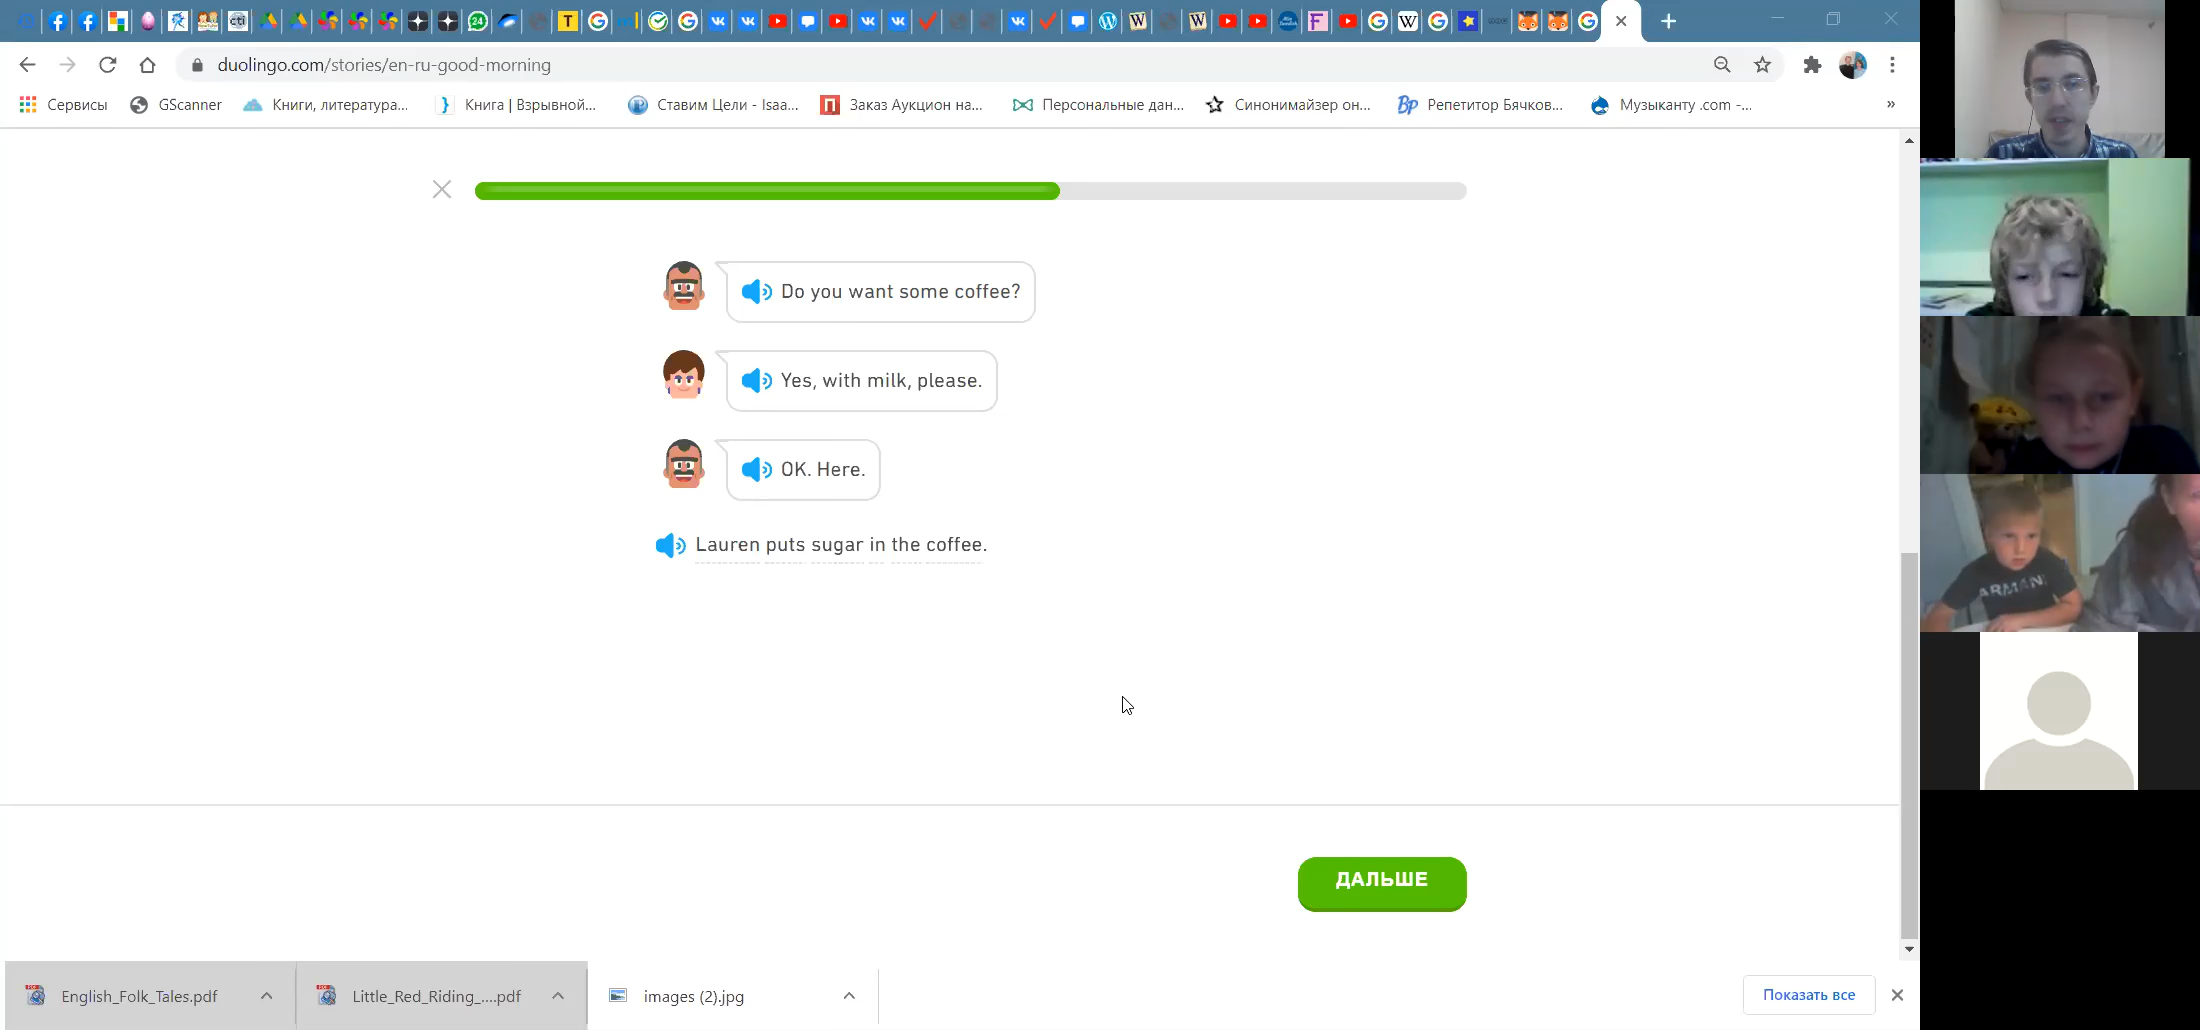 duolingo.com/stories/en-ru-good-morning
Сервисы
GScanner
Книги, литература...
Книга | Взрывной...
Ставим Цели - Isaa...
Заказ Аукцион на...
Персональные дан...
Синонимайзер он...
Репетитор Бячков...
Музыканту .com -...
»
Do you want some coffee?
Yes, with milk, please.
OK. Here.
Lauren puts sugar in the coffee.
ДАЛЬШЕ
ARMANI
English_Folk_Tales.pdf
Little_Red_Riding_....pdf
images (2).jpg
Показать все